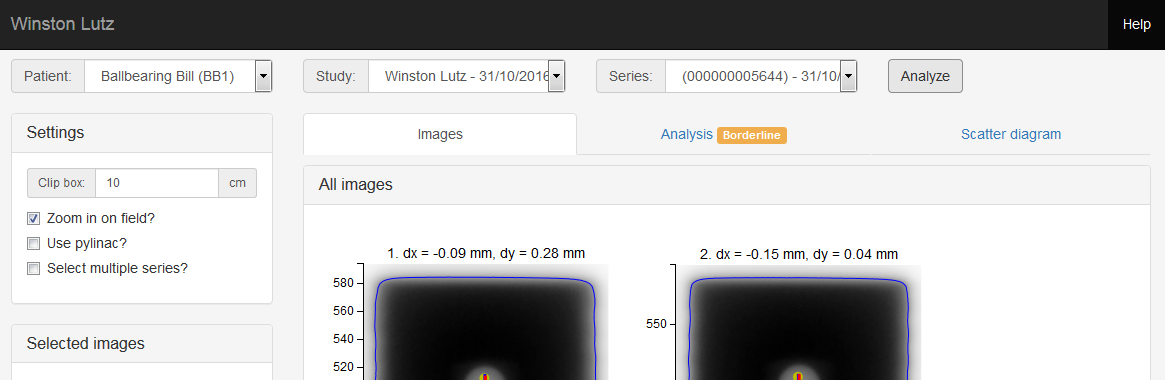 Winston Lutz
Help
Patient: Ballbearing Bill (BB1)
Study: Winston Lutz - 31/10/2016
Series: (000000005644) - 31/10/
Analyze
Settings
Clip box: 10 cm
Zoom in on field?
Use pylinac?
Select multiple series?
Selected images
Images
Analysis Borderline
Scatter diagram
All images
1. dx = -0.09 mm, dy = 0.28 mm
580
560
540
520
2. dx = -0.15 mm, dy = 0.04 mm
550